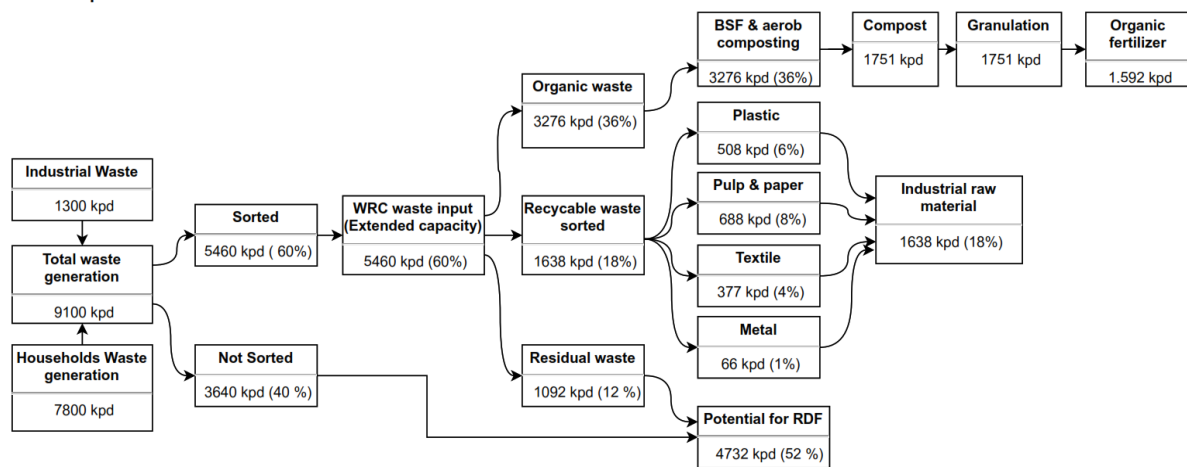 BSF & aerob
composting
3276 kpd (36%)
Compost
1751 kpd
Granulation
1751 kpd
Organic
fertilizer
1.592 kpd
Organic waste
3276 kpd (36%)
Plastic
508 kpd (6%)
Industrial Waste
1300 kpd
Sorted
5460 kpd ( 60%)
WRC waste input
(Extended capacity)
5460 kpd (60%)
Recycable waste
sorted
1638 kpd (18%)
Pulp & paper
688 kpd (8%)
Industrial raw
material
1638 kpd (18%)
Total waste
generation
9100 kpd
Textile
377 kpd (4%)
Metal
66 kpd (1%)
Households Waste
generation
7800 kpd
Not Sorted
3640 kpd (40 %)
Residual waste
1092 kpd (12 %)
Potential for RDF
4732 kpd (52 %)